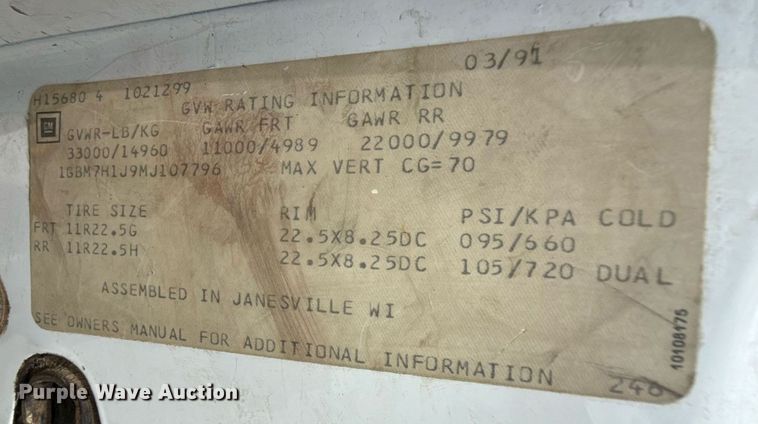 03/91
H15680 4 1021299
GVW RATING INFORMATION
GM
GVWR-LB/KG GAWR FRT GAWR RR
33000/14960 11000/4989 22000/9979
1GBM7H1J9MJ107796 MAX VERT CG=70
TIRE SIZE RIM PSI/KPA COLD
FRT 11R22.5G 22.5X8.25DC 095/660
RR 11R22.5H 22.5X8.25DC 105/720 DUAL
ASSEMBLED IN JANESVILLE WI
SEE OWNERS MANUAL FOR ADDITIONAL INFORMATION
246
10108175
Purple Wave Auction